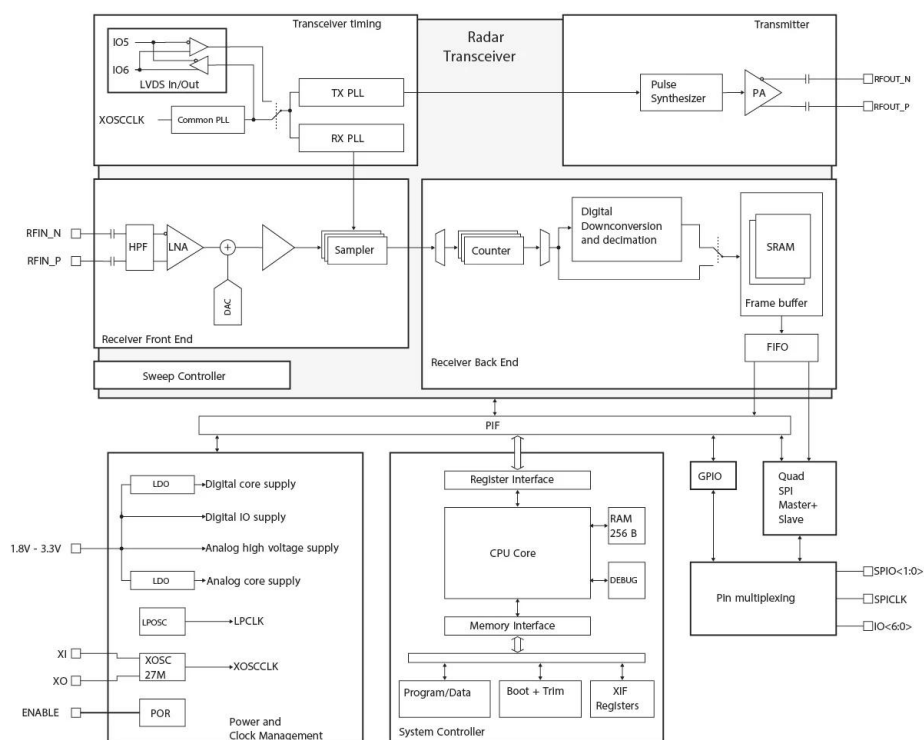 Transceiver timing
Radar
Transceiver
Transmitter
IO5
IO6
LVDS In/Out
XOSCCLK
Common PLL
TX PLL
RX PLL
Pulse
Synthesizer
PA
RFOUT_N
RFOUT_P
RFIN_N
RFIN_P
HPF
LNA
DAC
Sampler
Receiver Front End
Counter
Digital
Downconversion
and decimation
SRAM
Frame buffer
FIFO
Receiver Back End
Sweep Controller
PIF
LDO
Digital core supply
Digital IO supply
1.8V - 3.3V
Analog high voltage supply
LDO
Analog core supply
LPOSC
LPCLK
XI
XO
XOSC
27M
XOSCCLK
ENABLE
POR
Power and
Clock Management
Register Interface
CPU Core
RAM
256 B
DEBUG
Memory Interface
Program/Data
Boot + Trim
XIF
Registers
System Controller
GPIO
Quad
SPI
Master+
Slave
Pin multiplexing
SPIO<1:0>
SPICLK
IO<6:0>